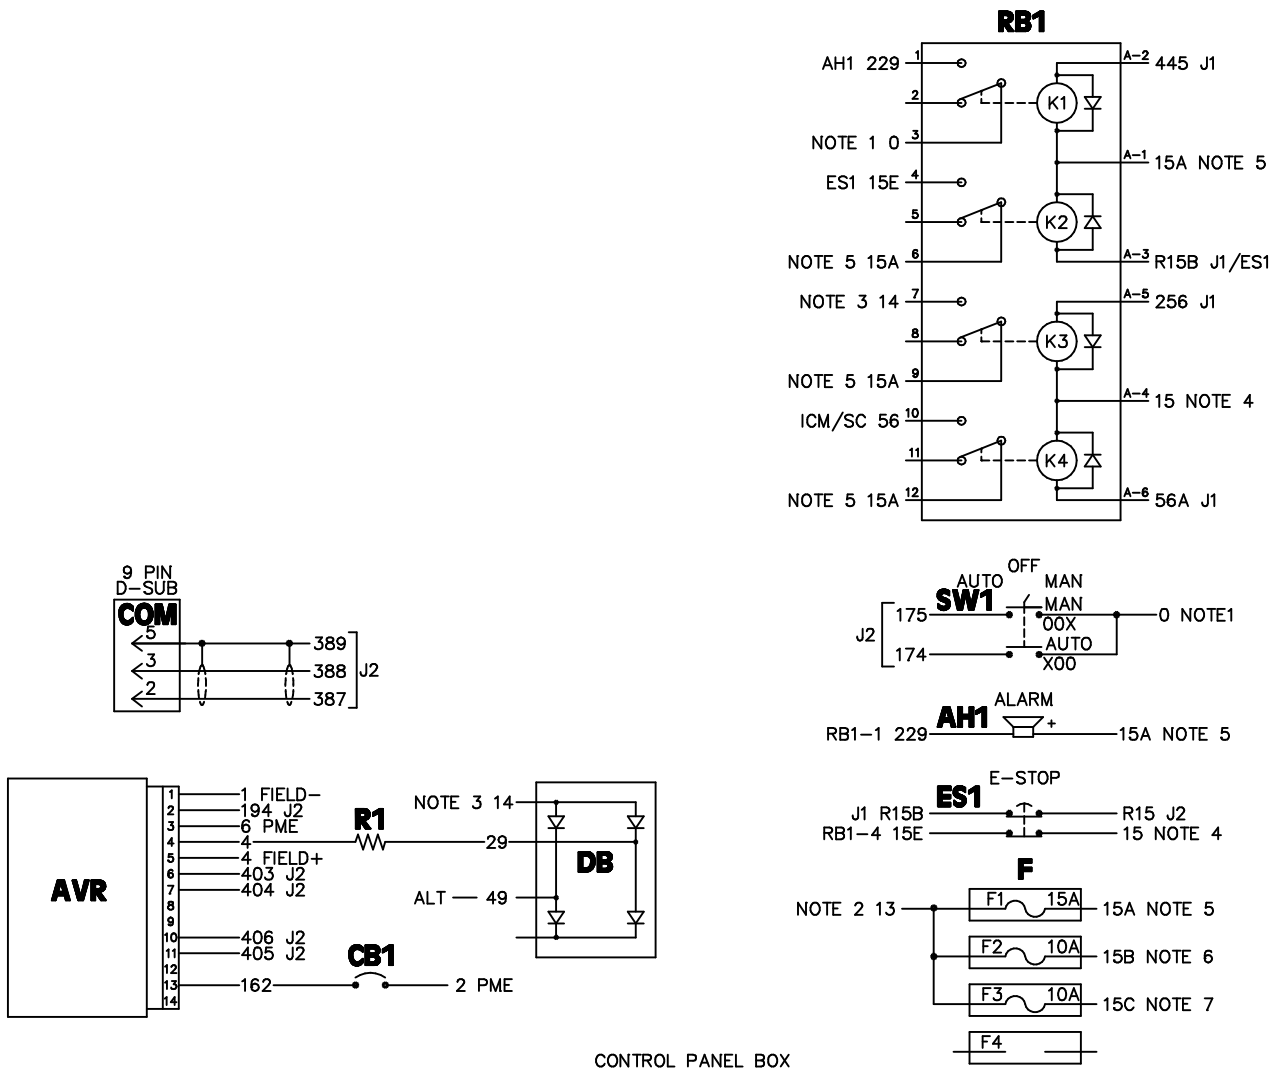 RB1
AH1 229 1
2
NOTE 1 0 3
ES1 15E 4
5
NOTE 5 15A 6
NOTE 3 14 7
8
NOTE 5 15A 9
ICM/SC 56 10
11
NOTE 5 15A 12
K1
K2
K3
K4
A-2 445 J1
A-1 15A NOTE 5
A-3 R15B J1/ES1
A-5 256 J1
A-4 15 NOTE 4
A-6 56A J1
9 PIN
D-SUB
COM
5 389
3 388 J2
2 387
OFF
AUTO MAN
SW1
J2
175 MAN 0 NOTE1
00X
174 AUTO
X00
ALARM
AH1
RB1-1 229 + 15A NOTE 5
E-STOP
ES1
J1 R15B R15 J2
RB1-4 15E 15 NOTE 4
F
NOTE 2 13 F1 15A 15A NOTE 5
F2 10A 15B NOTE 6
F3 10A 15C NOTE 7
F4
AVR
1 1 FIELD-
2 194 J2
3 6 PME
4 4
5 4 FIELD+
6 403 J2
7 404 J2
8
9
10 406 J2
11 405 J2
12
13 162
14
R1
CB1
2 PME
NOTE 3 14
29
DB
ALT 49
CONTROL PANEL BOX